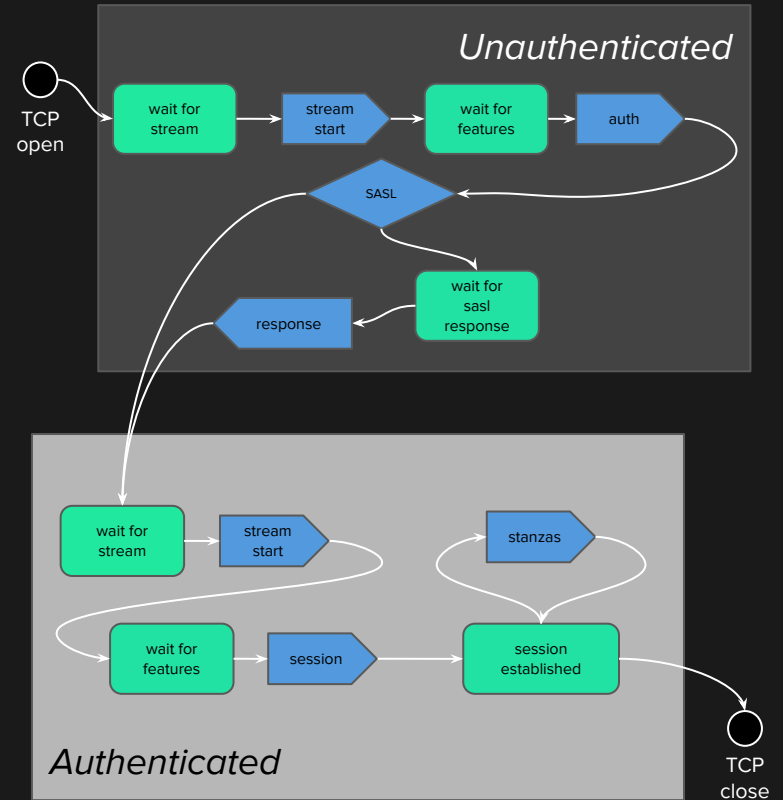 Unauthenticated
TCP
open
wait for
stream
stream
start
wait for
features
auth
SASL
wait for
sasl
response
response
wait for
stream
stream
start
stanzas
wait for
features
session
session
established
Authenticated
TCP
close